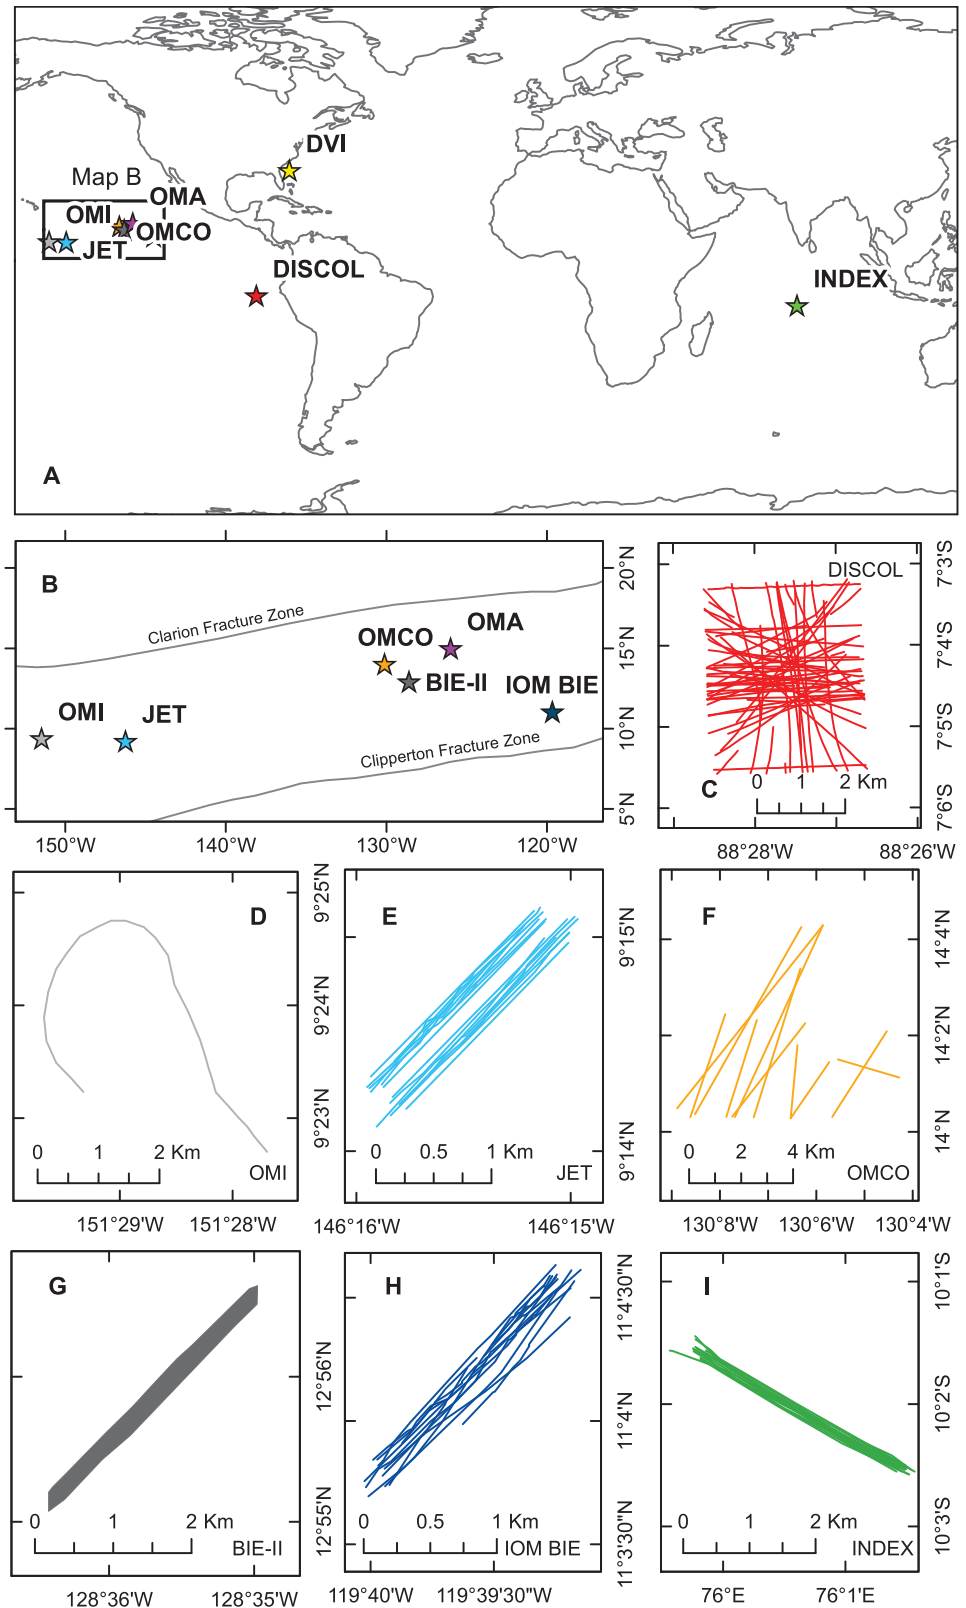 DVI
Map B
OMA
OMI
OMCO
JET
DISCOL
INDEX
A
B
20°N
15°N
10°N
5°N
Clarion Fracture Zone
OMCO
OMA
BIE-II
IOM BIE
OMI
JET
Clipperton Fracture Zone
150°W
140°W
130°W
120°W
DISCOL
7°3'S
7°4'S
7°5'S
7°6'S
C
0 1 2 Km
88°28'W
88°26'W
D
9°25'N
9°24'N
9°23'N
0 1 2 Km
OMI
151°29'W
151°28'W
E
9°15'N
9°14'N
0 0.5 1 Km
JET
146°16'W
146°15'W
F
14°4'N
14°2'N
14°N
0 2 4 Km
OMCO
130°8'W
130°6'W
130°4'W
G
12°56'N
12°55'N
0 1 2 Km
BIE-II
128°36'W
128°35'W
H
11°4'30"N
11°4'N
11°3'30"N
0 0.5 1 Km
IOM BIE
119°40'W
119°39'30"W
I
10°1'S
10°2'S
10°3'S
0 1 2 Km
INDEX
76°E
76°1'E